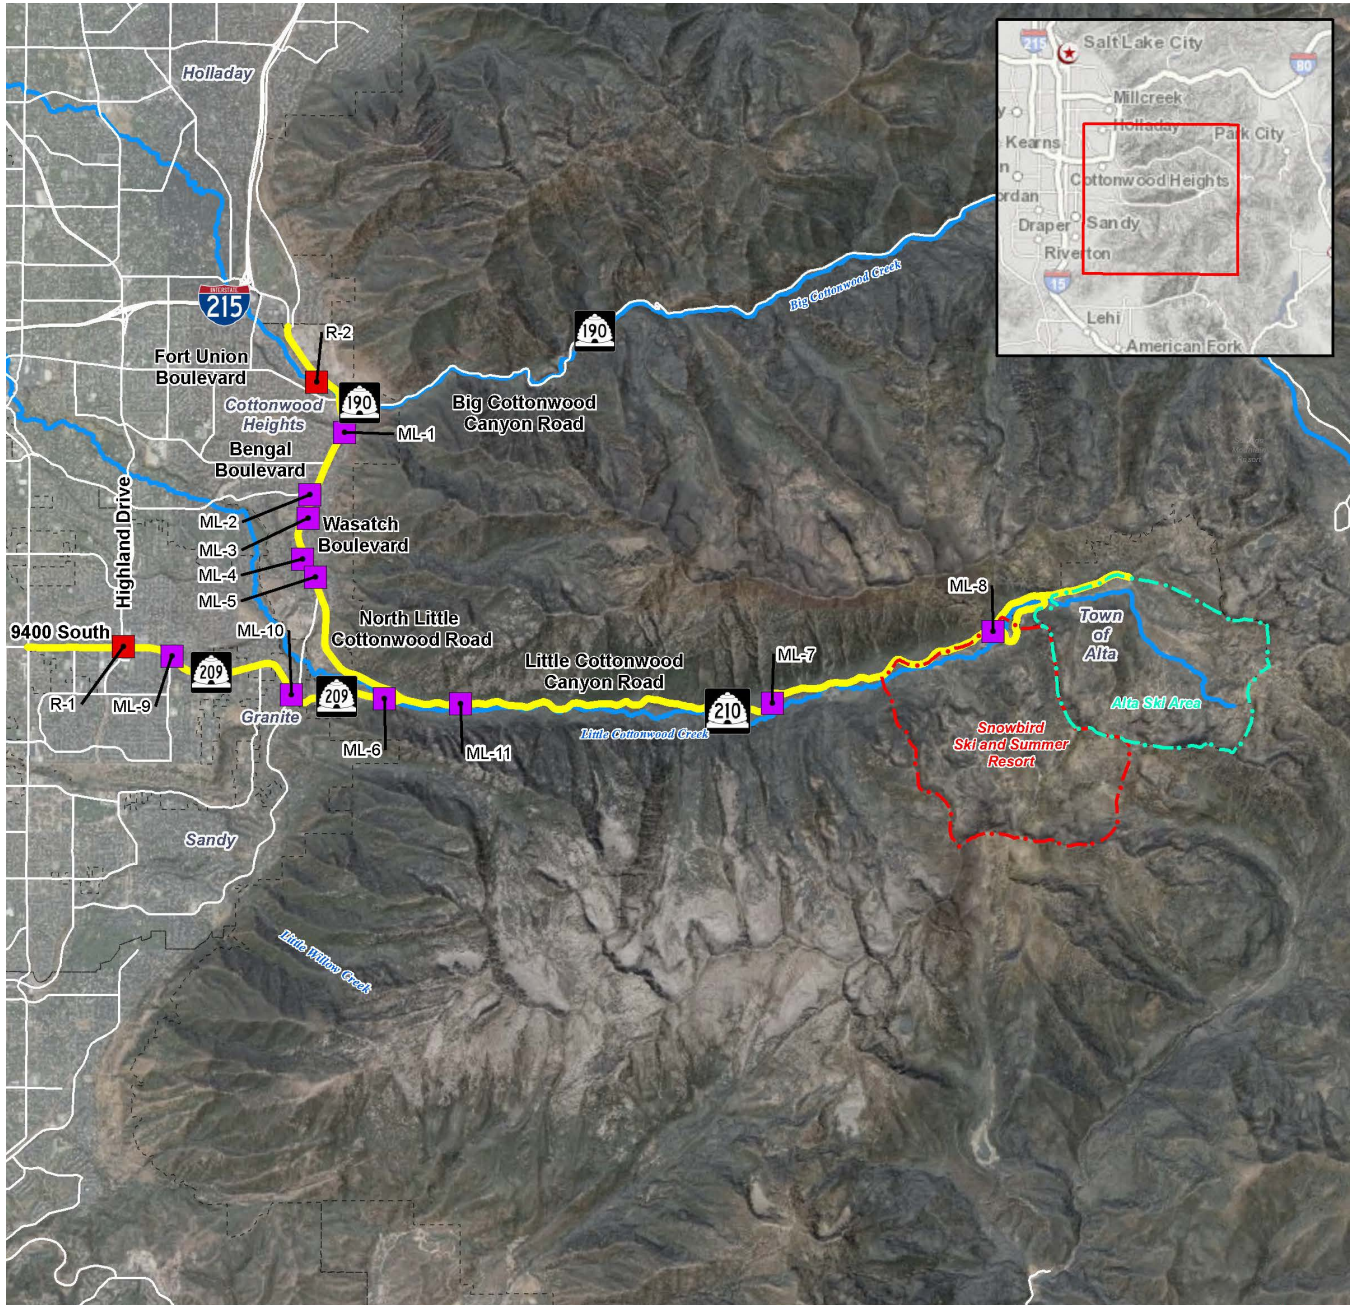 Holladay
INTERSTATE
215
R-2
Fort Union
Boulevard
190
190
Cottonwood
Heights
Big Cottonwood
Canyon Road
Big Cottonwood Creek
ML-1
Bengal
Boulevard
Highland Drive
ML-2
Wasatch
Boulevard
ML-3
ML-4
ML-5
North Little
Cottonwood Road
9400 South
ML-10
209
R-1
ML-9
209
Granite
ML-6
ML-11
Little Cottonwood
Canyon Road
Little Cottonwood Creek
210
ML-7
ML-8
Town
of
Alta
Alta Ski Area
Snowbird
Ski and Summer
Resort
Sandy
Little Willow Creek
Resort
215
Salt Lake City
80
Millcreek
Holladay
Park City
Kearns
Cottonwood Heights
rdan
Draper
Sandy
Riverton
15
Lehi
American Fork